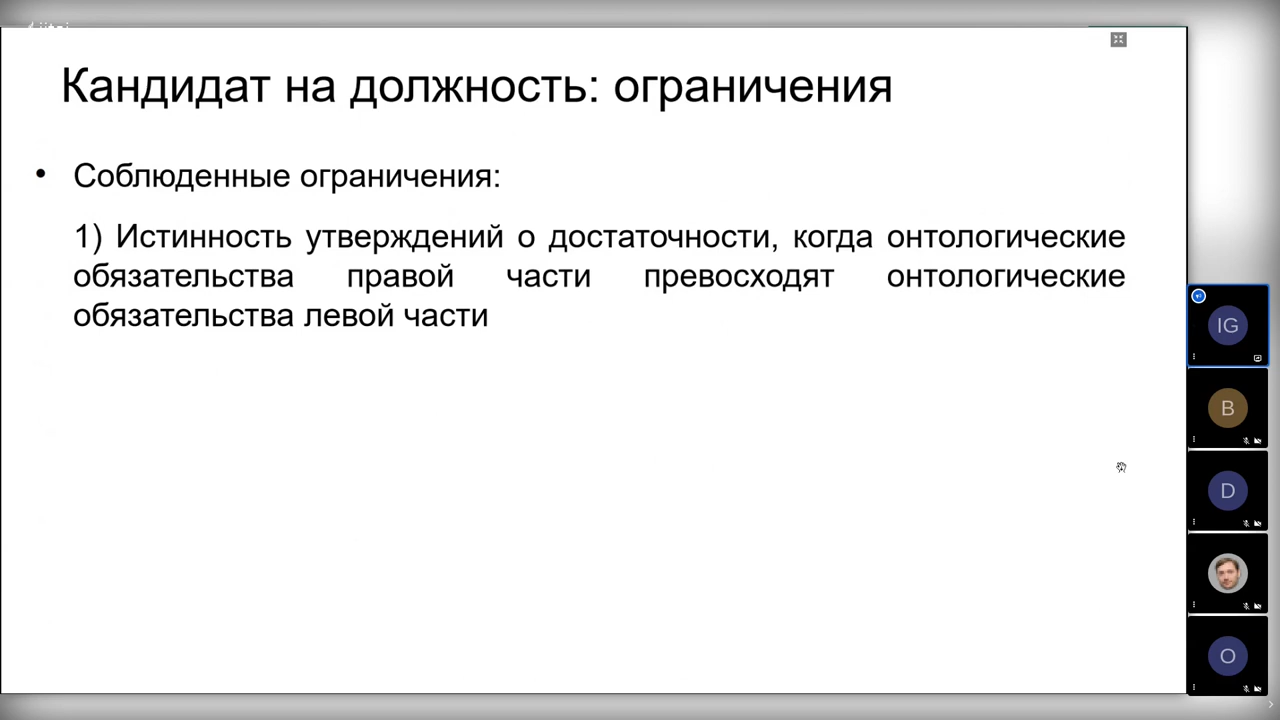 Кандидат на должность: ограничения
• Соблюденные ограничения:
1) Истинность утверждений о достаточности, когда онтологические
обязательства правой части превосходят онтологические
обязательства левой части
IG
B
D
O